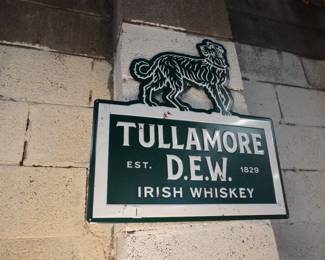 TULLAMORE
EST. D.E.W. 1829
IRISH WHISKEY